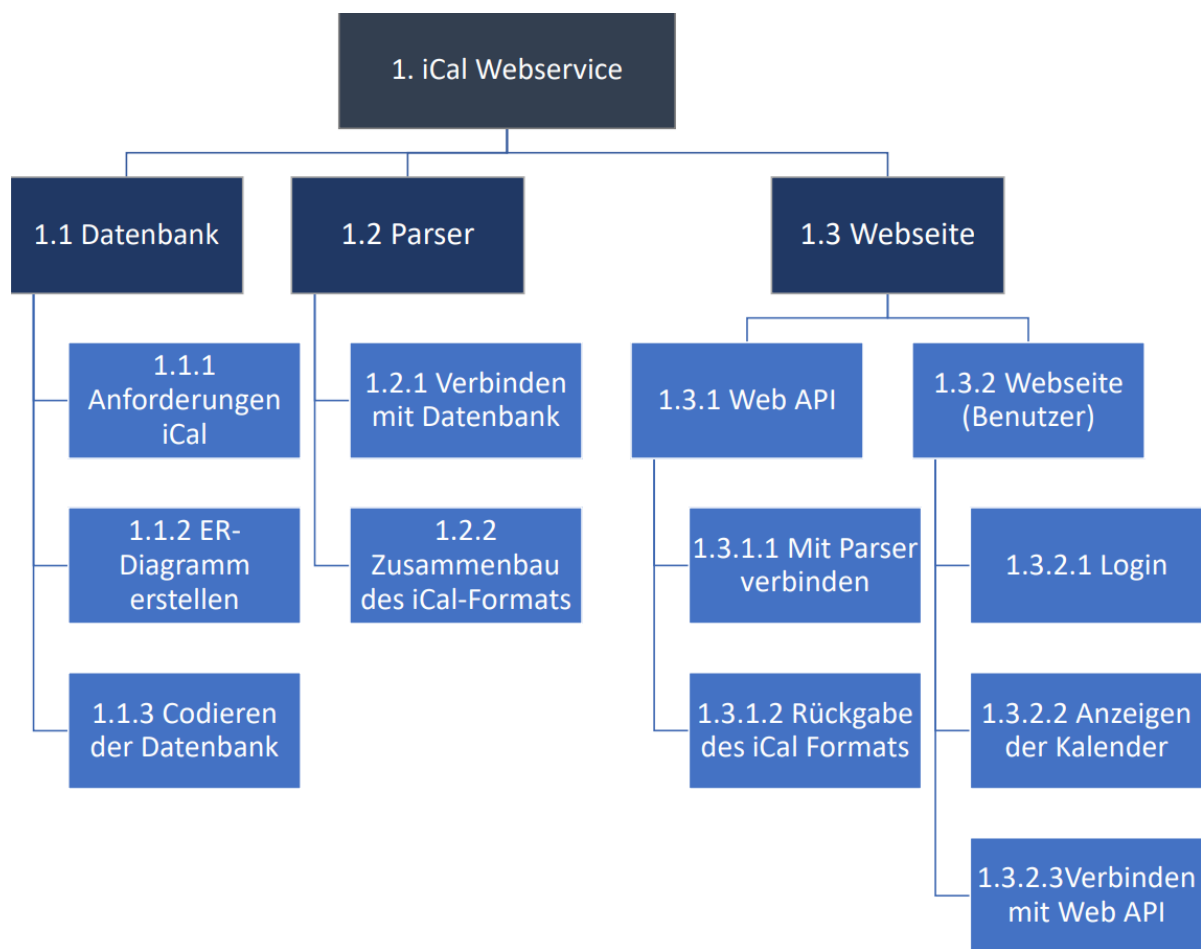 1. iCal Webservice
1.1 Datenbank
1.2 Parser
1.3 Webseite
1.1.1
Anforderungen
iCal
1.1.2 ER-
Diagramm
erstellen
1.1.3 Codieren
der Datenbank
1.2.1 Verbinden
mit Datenbank
1.2.2
Zusammenbau
des iCal-Formats
1.3.1 Web API
1.3.1.1 Mit Parser
verbinden
1.3.1.2 Rückgabe
des iCal Formats
1.3.2 Webseite
(Benutzer)
1.3.2.1 Login
1.3.2.2 Anzeigen
der Kalender
1.3.2.3Verbinden
mit Web API